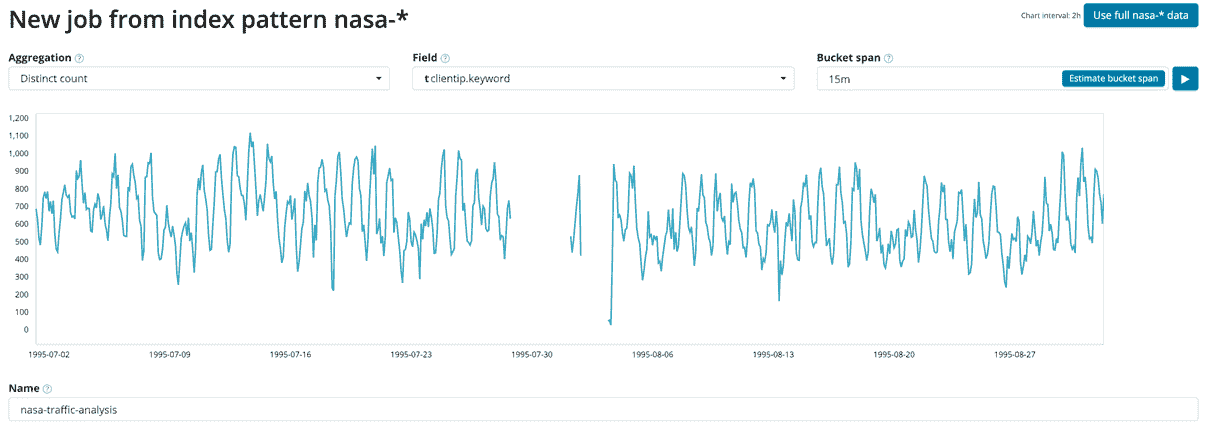 New job from index pattern nasa-*
Chart interval: 2h
Use full nasa-* data
Aggregation
Field
Bucket span
Distinct count
t clientip.keyword
15m
Estimate bucket span
1,200
1,100
1,000
900
800
700
600
500
400
300
200
100
0
1995-07-02 1995-07-09 1995-07-16 1995-07-23 1995-07-30 1995-08-06 1995-08-13 1995-08-20 1995-08-27
Name
nasa-traffic-analysis